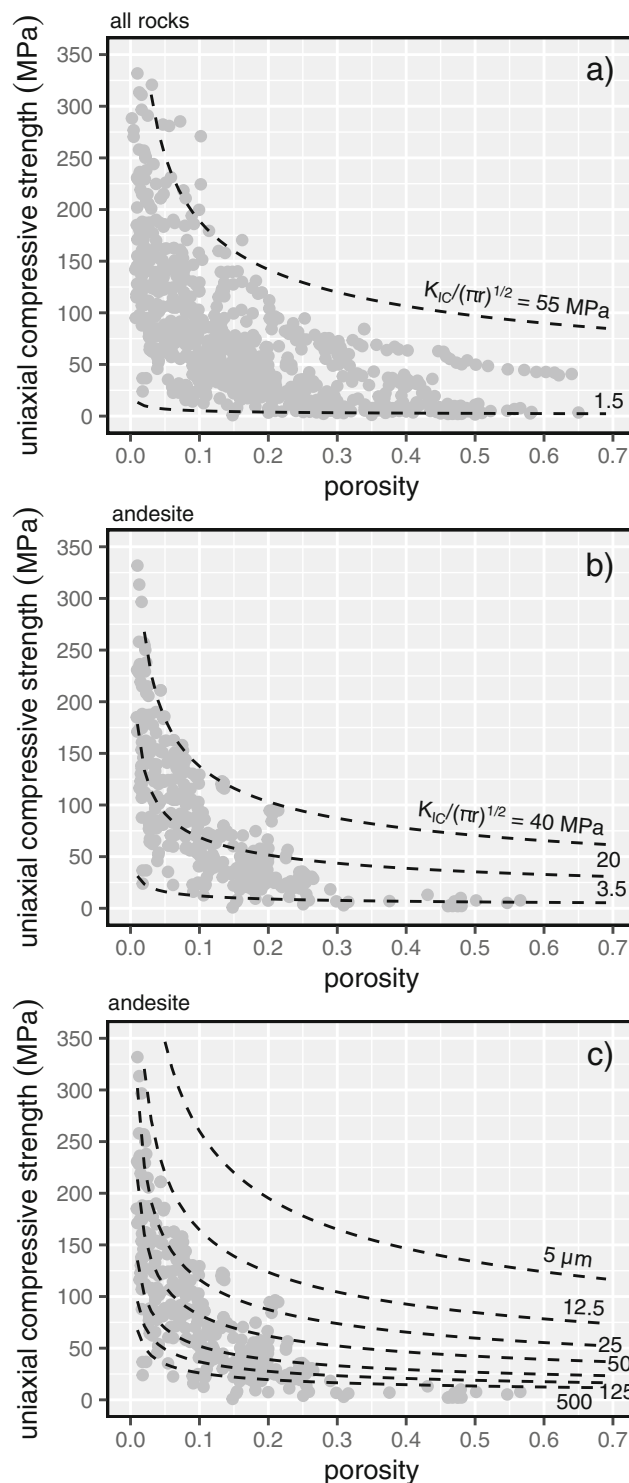 all rocks
a)
350
300
250
200
150
100
50
0
uniaxial compressive strength (MPa)
K_IC/(πr)^1/2 = 55 MPa
1.5
0.0 0.1 0.2 0.3 0.4 0.5 0.6 0.7
porosity
andesite
b)
350
300
250
200
150
100
50
0
uniaxial compressive strength (MPa)
K_IC/(πr)^1/2 = 40 MPa
20
3.5
0.0 0.1 0.2 0.3 0.4 0.5 0.6 0.7
porosity
andesite
c)
350
300
250
200
150
100
50
0
uniaxial compressive strength (MPa)
5 μm
12.5
25
50
125
500
0.0 0.1 0.2 0.3 0.4 0.5 0.6 0.7
porosity